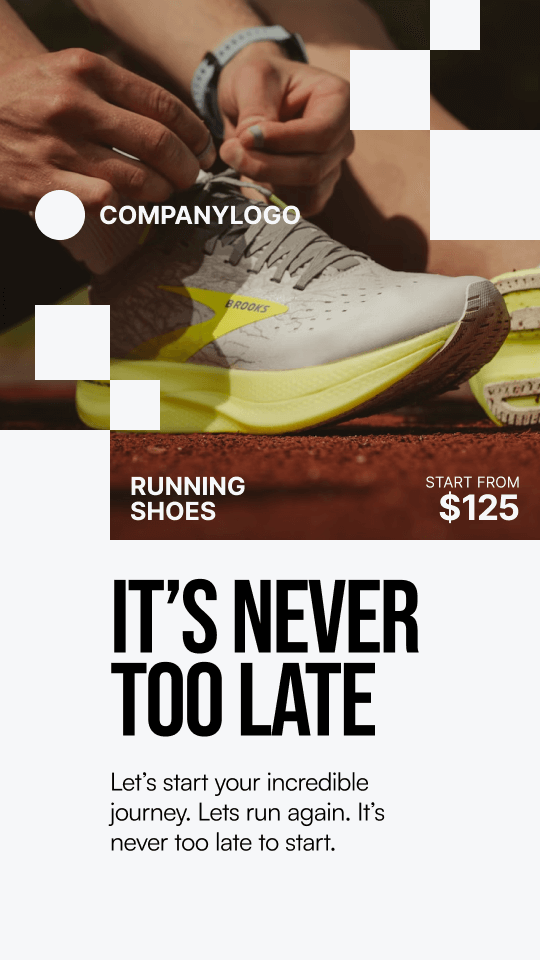 COMPANYLOGO
BROOKS
RUNNING
SHOES
START FROM
$125
IT’S NEVER
TOO LATE
Let’s start your incredible
journey. Lets run again. It’s
never too late to start.